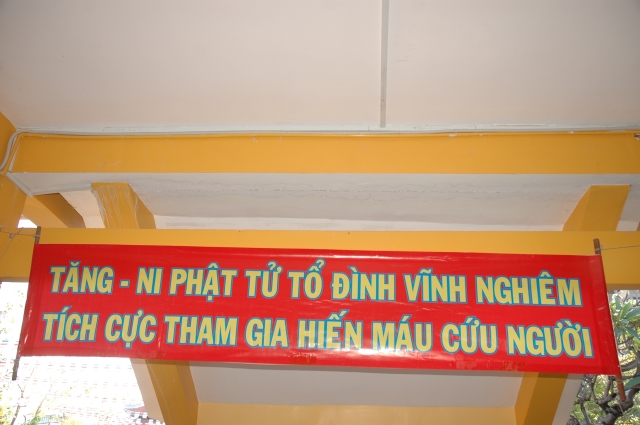 TĂNG - NI PHẬT TỬ TỔ ĐÌNH VĨNH NGHIÊM
TÍCH CỰC THAM GIA HIẾN MÁU CỨU NGƯỜI